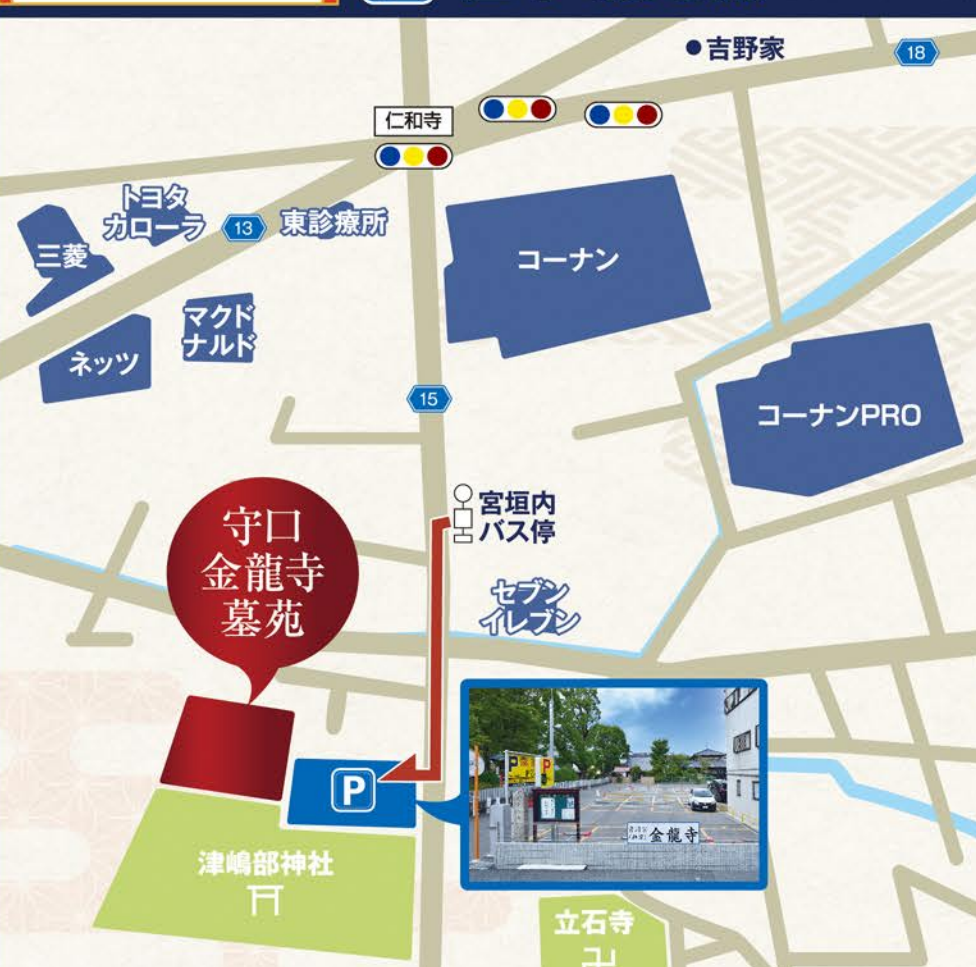 吉野家
18
仁和寺
トヨタ
カローラ
13
東診療所
三菱
コーナン
マクド
ナルド
ネッツ
15
コーナンPRO
宮垣内
バス停
守口
金龍寺
墓苑
セブン
イレブン
P
P
P
金龍寺
津嶋部神社
立石寺